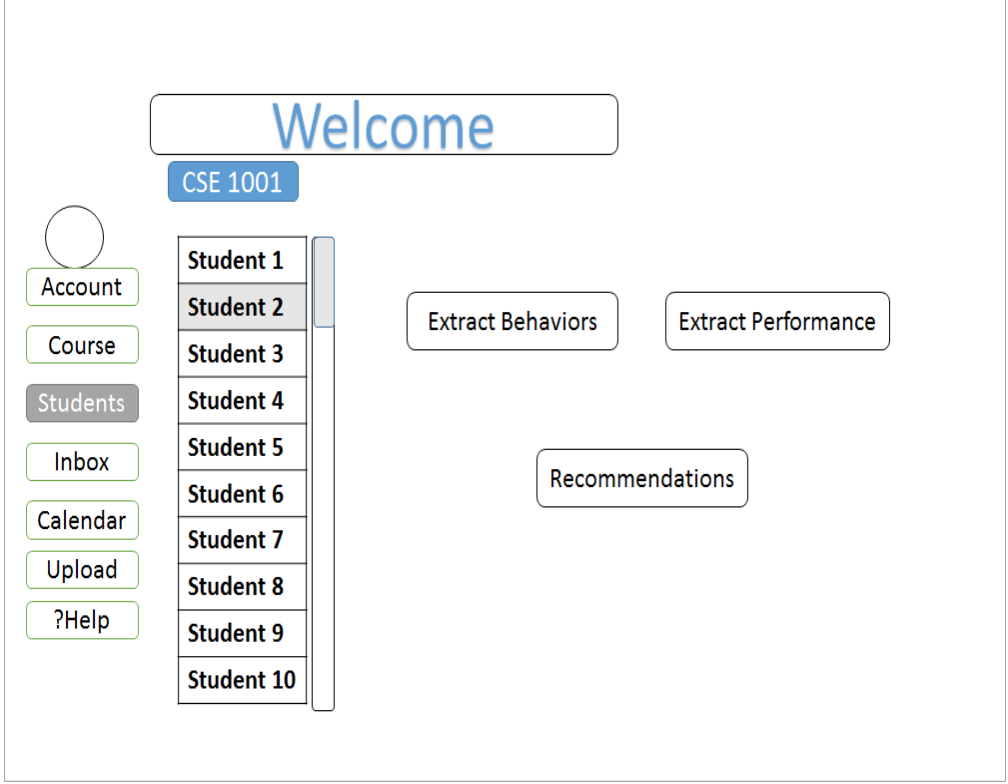 Welcome
CSE 1001
Account
Course
Students
Inbox
Calendar
Upload
?Help
Student 1
Student 2
Student 3
Student 4
Student 5
Student 6
Student 7
Student 8
Student 9
Student 10
Extract Behaviors
Extract Performance
Recommendations